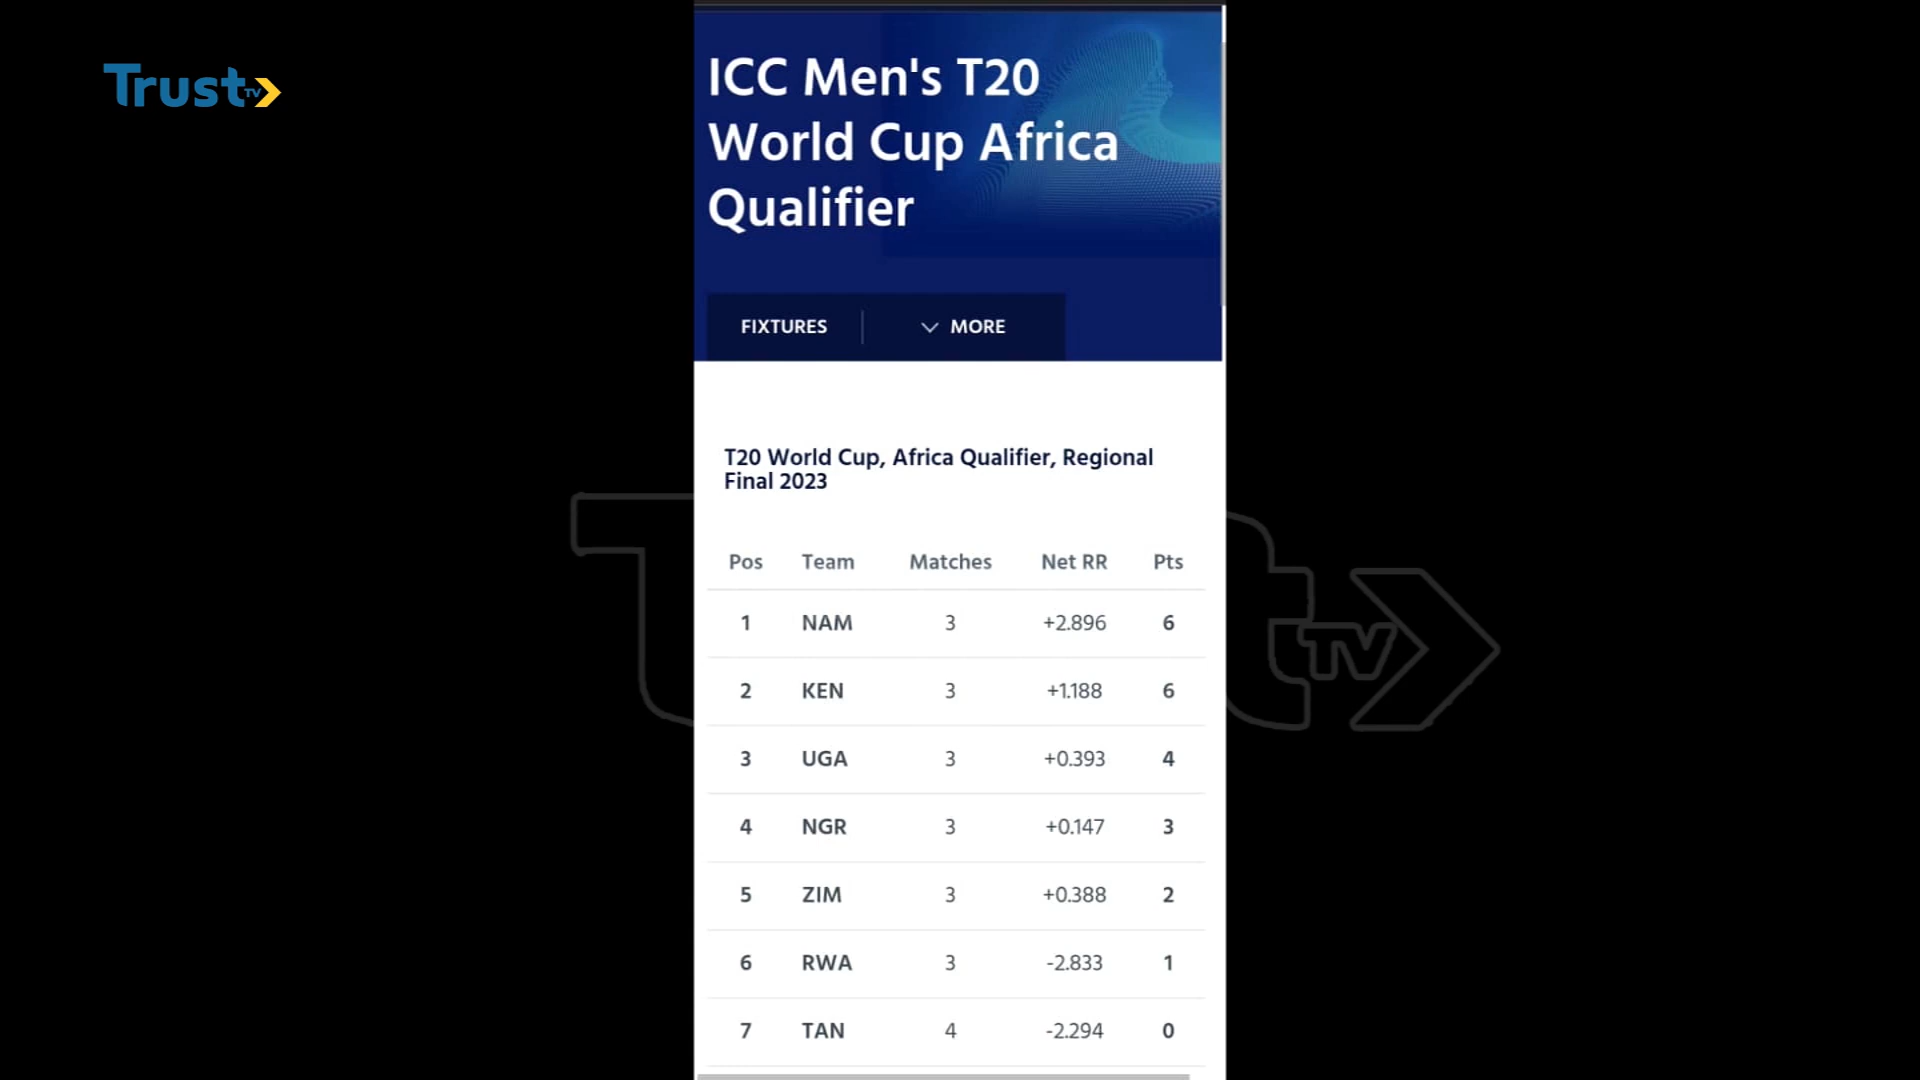 Trust TV
ICC Men's T20
World Cup Africa
Qualifier
FIXTURES MORE
T20 World Cup, Africa Qualifier, Regional
Final 2023
Pos Team Matches Net RR Pts
1 NAM 3 +2.896 6
2 KEN 3 +1.188 6
3 UGA 3 +0.393 4
4 NGR 3 +0.147 3
5 ZIM 3 +0.388 2
6 RWA 3 -2.833 1
7 TAN 4 -2.294 0
T t TV